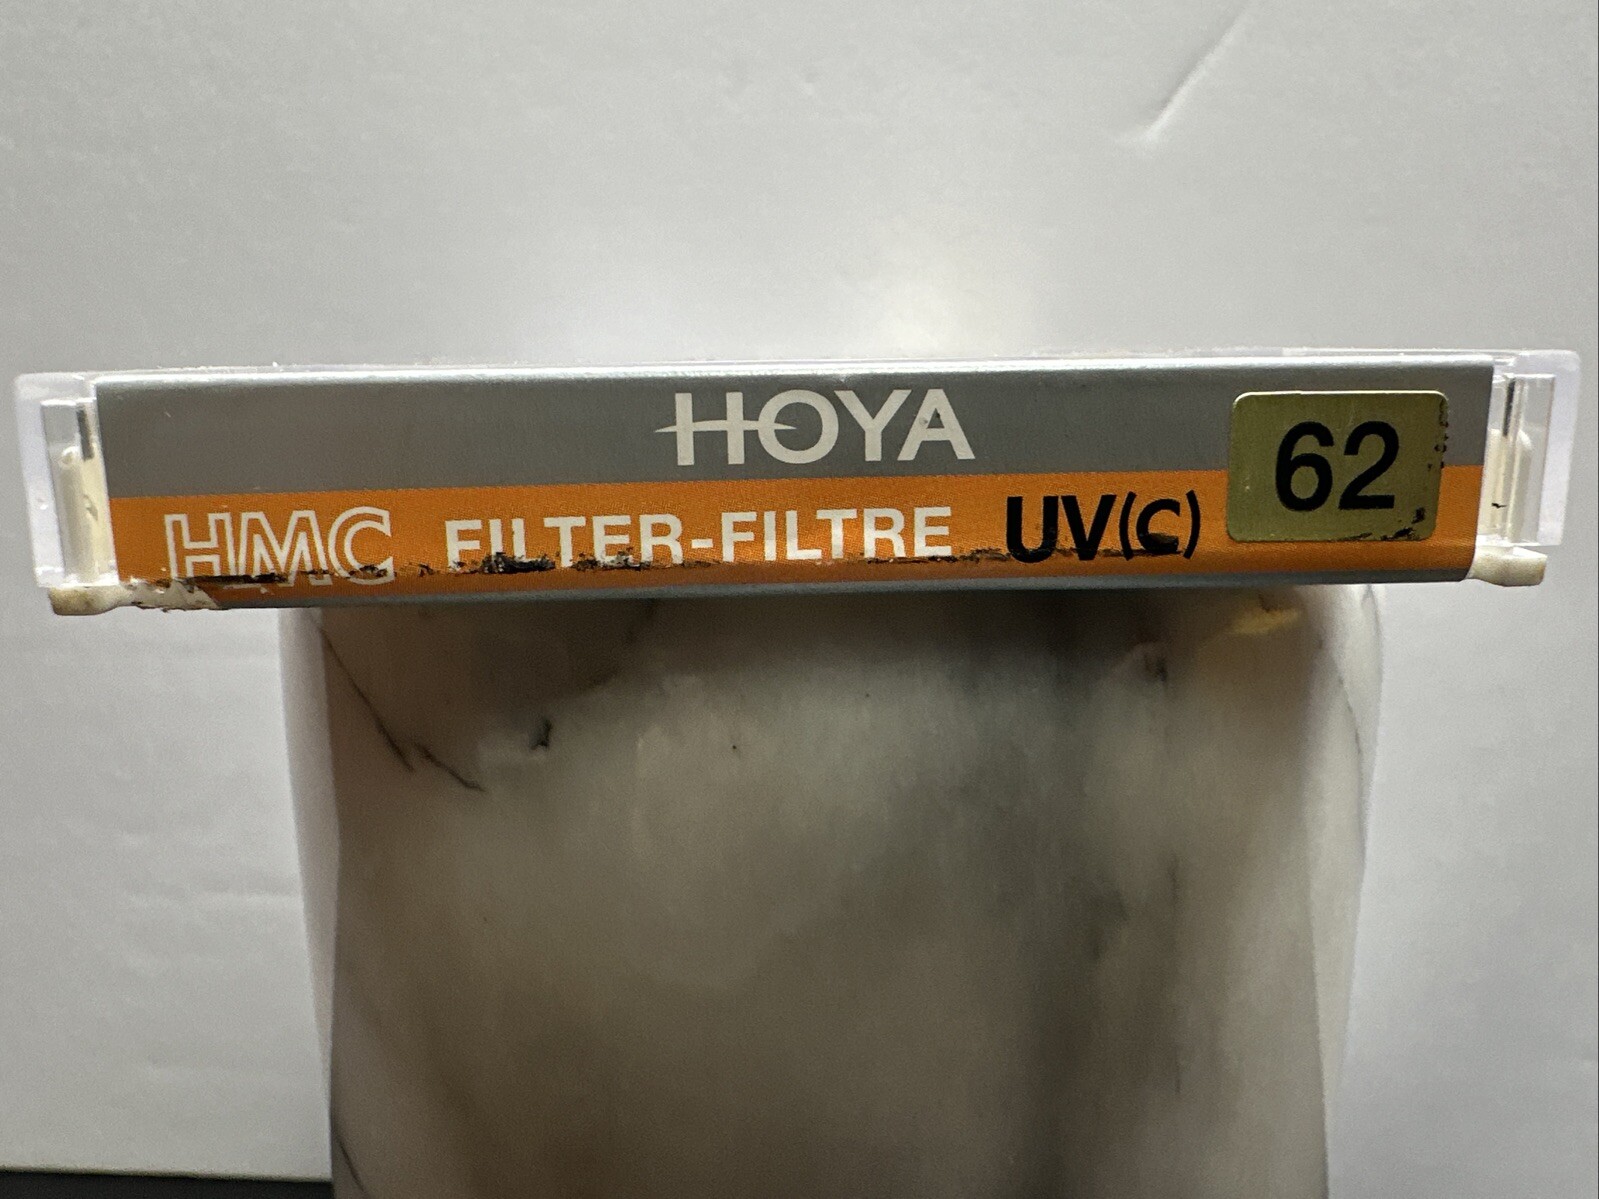 HOYA
62
HMC FILTER-FILTRE UV(C)